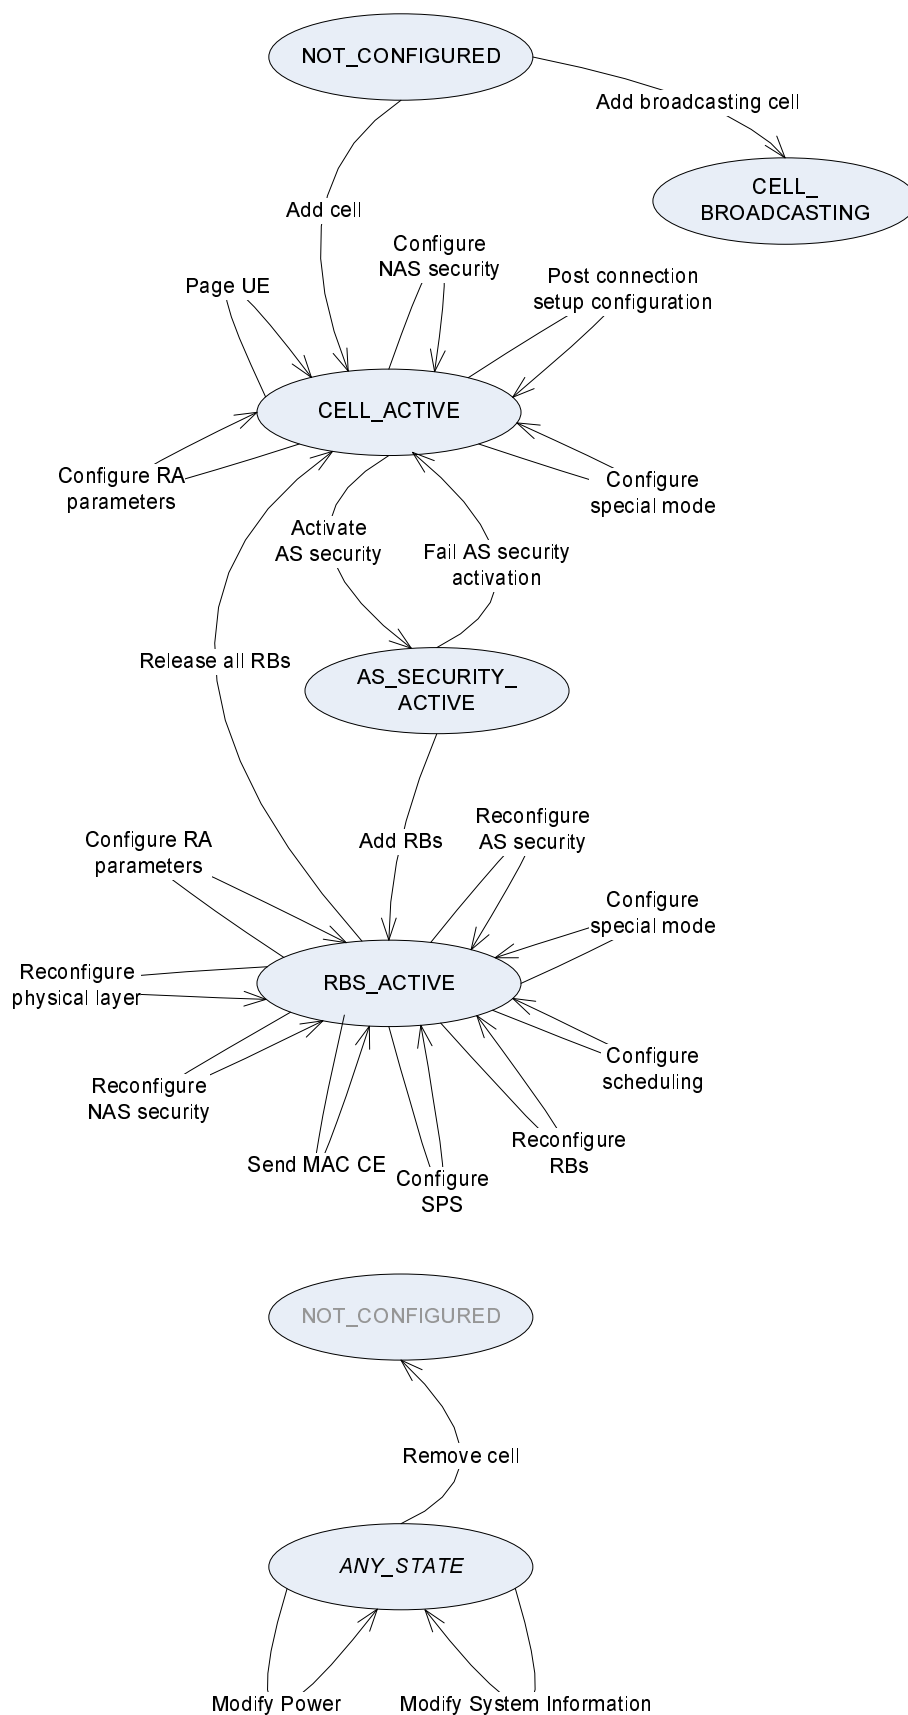 NOT_CONFIGURED
Add broadcasting cell
CELL_
BROADCASTING
Add cell
Configure
NAS security
Page UE
Post connection
setup configuration
CELL_ACTIVE
Configure RA
parameters
Configure
special mode
Activate
AS security
Fail AS security
activation
Release all RBs
AS_SECURITY_
ACTIVE
Add RBs
Reconfigure
AS security
Configure RA
parameters
Configure
special mode
RBS_ACTIVE
Reconfigure
physical layer
Configure
scheduling
Reconfigure
NAS security
Reconfigure
RBs
Send MAC CE
Configure
SPS
NOT_CONFIGURED
Remove cell
ANY_STATE
Modify Power
Modify System Information